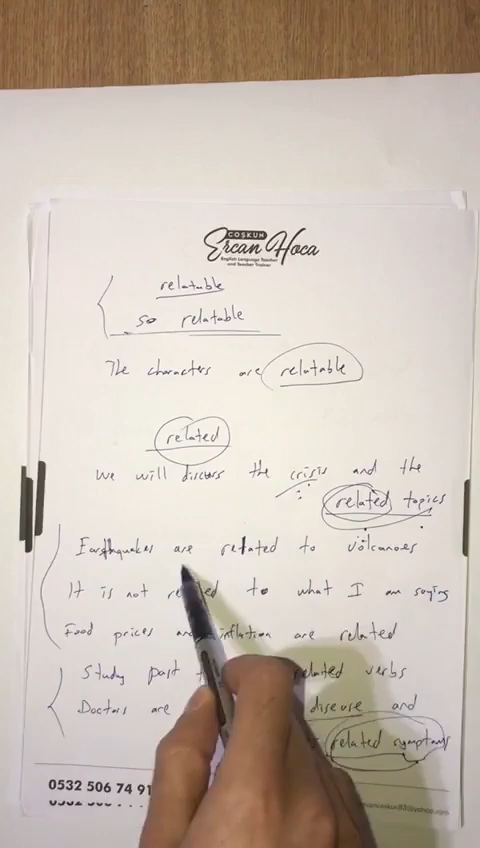 COŞKUN
Ercan Hoca
English Language Teacher
and Teacher Trainer
relatable
so relatable
The characters are relatable
related
We will discuss the crisis and the
related topics
Earthquakes are related to volcanoes
It is not related to what I am saying
Food prices and inflation are related
Study past related verbs
Doctors are disease and
related symptoms
0532 506 74 91